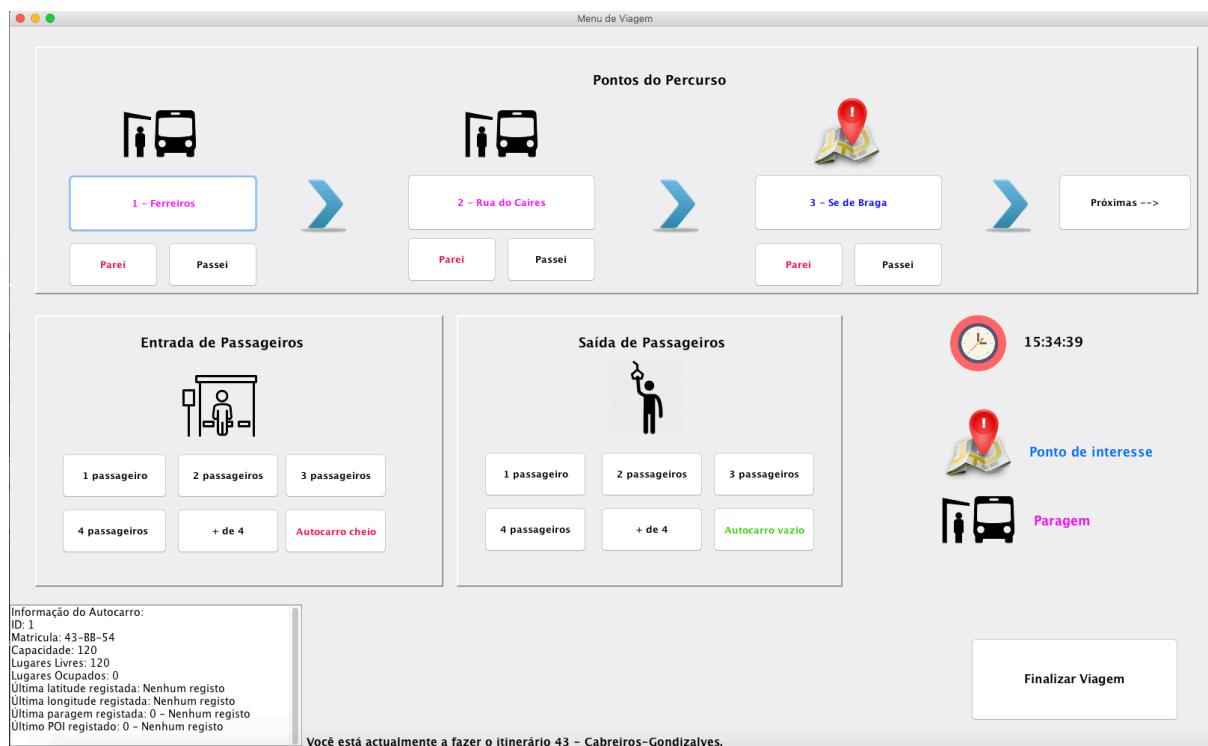 Menu de Viagem
Pontos do Percurso
1 - Ferreiros
2 - Rua do Caires
3 - Se de Braga
Próximas -->
Parei
Passei
Parei
Passei
Parei
Passei
Entrada de Passageiros
1 passageiro
2 passageiros
3 passageiros
4 passageiros
+ de 4
Autocarro cheio
Saída de Passageiros
1 passageiro
2 passageiros
3 passageiros
4 passageiros
+ de 4
Autocarro vazio
15:34:39
Ponto de interesse
Paragem
Informação do Autocarro:
ID: 1
Matricula: 43-BB-54
Capacidade: 120
Lugares Livres: 120
Lugares Ocupados: 0
Última latitude registada: Nenhum registo
Última longitude registada: Nenhum registo
Última paragem registada: 0 - Nenhum registo
Último POI registado: 0 - Nenhum registo
Finalizar Viagem
Você está actualmente a fazer o itinerário 43 - Cabreiros-Gondizalves.